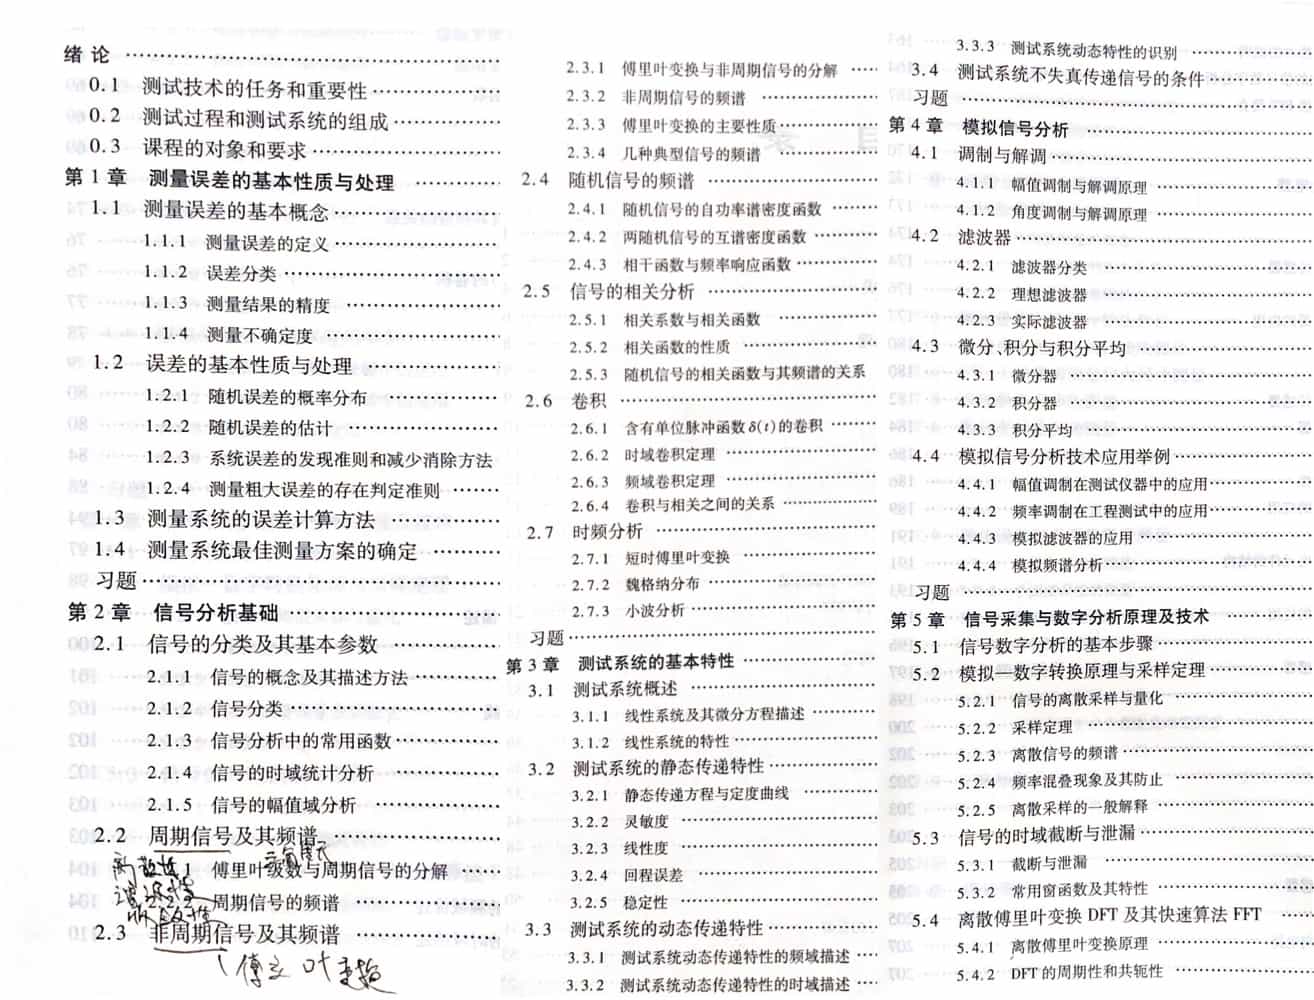 绪 论
0.1 测试技术的任务和重要性
0.2 测试过程和测试系统的组成
0.3 课程的对象和要求
第 1 章 测量误差的基本性质与处理
1.1 测量误差的基本概念
1.1.1 测量误差的定义
1.1.2 误差分类
1.1.3 测量结果的精度
1.1.4 测量不确定度
1.2 误差的基本性质与处理
1.2.1 随机误差的概率分布
1.2.2 随机误差的估计
1.2.3 系统误差的发现准则和减少消除方法
1.2.4 测量粗大误差的存在判定准则
1.3 测量系统的误差计算方法
1.4 测量系统最佳测量方案的确定
习题
第 2 章 信号分析基础
2.1 信号的分类及其基本参数
2.1.1 信号的概念及其描述方法
2.1.2 信号分类
2.1.3 信号分析中的常用函数
2.1.4 信号的时域统计分析
2.1.5 信号的幅值域分析
2.2 周期信号及其频谱
傅里叶级数与周期信号的分解
2.2.2 周期信号的频谱
2.3 非周期信号及其频谱
傅立叶变换
2.3.1 傅里叶变换与非周期信号的分解
2.3.2 非周期信号的频谱
2.3.3 傅里叶变换的主要性质
2.3.4 几种典型信号的频谱
2.4 随机信号的频谱
2.4.1 随机信号的自功率谱密度函数
2.4.2 两随机信号的互谱密度函数
2.4.3 相干函数与频率响应函数
2.5 信号的相关分析
2.5.1 相关系数与相关函数
2.5.2 相关函数的性质
2.5.3 随机信号的相关函数与其频谱的关系
2.6 卷积
2.6.1 含有单位脉冲函数δ(t)的卷积
2.6.2 时域卷积定理
2.6.3 频域卷积定理
2.6.4 卷积与相关之间的关系
2.7 时频分析
2.7.1 短时傅里叶变换
2.7.2 魏格纳分布
2.7.3 小波分析
习题
第 3 章 测试系统的基本特性
3.1 测试系统概述
3.1.1 线性系统及其微分方程描述
3.1.2 线性系统的特性
3.2 测试系统的静态传递特性
3.2.1 静态传递方程与定度曲线
3.2.2 灵敏度
3.2.3 线性度
3.2.4 回程误差
3.2.5 稳定性
3.3 测试系统的动态传递特性
3.3.1 测试系统动态传递特性的频域描述
3.3.2 测试系统动态传递特性的时域描述
3.3.3 测试系统动态特性的识别
3.4 测试系统不失真传递信号的条件
习题
第 4 章 模拟信号分析
4.1 调制与解调
4.1.1 幅值调制与解调原理
4.1.2 角度调制与解调原理
4.2 滤波器
4.2.1 滤波器分类
4.2.2 理想滤波器
4.2.3 实际滤波器
4.3 微分、积分与积分平均
4.3.1 微分器
4.3.2 积分器
4.3.3 积分平均
4.4 模拟信号分析技术应用举例
4.4.1 幅值调制在测试仪器中的应用
4.4.2 频率调制在工程测试中的应用
4.4.3 模拟滤波器的应用
4.4.4 模拟频谱分析
习题
第 5 章 信号采集与数字分析原理及技术
5.1 信号数字分析的基本步骤
5.2 模拟—数字转换原理与采样定理
5.2.1 信号的离散采样与量化
5.2.2 采样定理
5.2.3 离散信号的频谱
5.2.4 频率混叠现象及其防止
5.2.5 离散采样的一般解释
5.3 信号的时域截断与泄漏
5.3.1 截断与泄漏
5.3.2 常用窗函数及其特性
5.4 离散傅里叶变换 DFT 及其快速算法 FFT
5.4.1 离散傅里叶变换原理
5.4.2 DFT 的周期性和共轭性